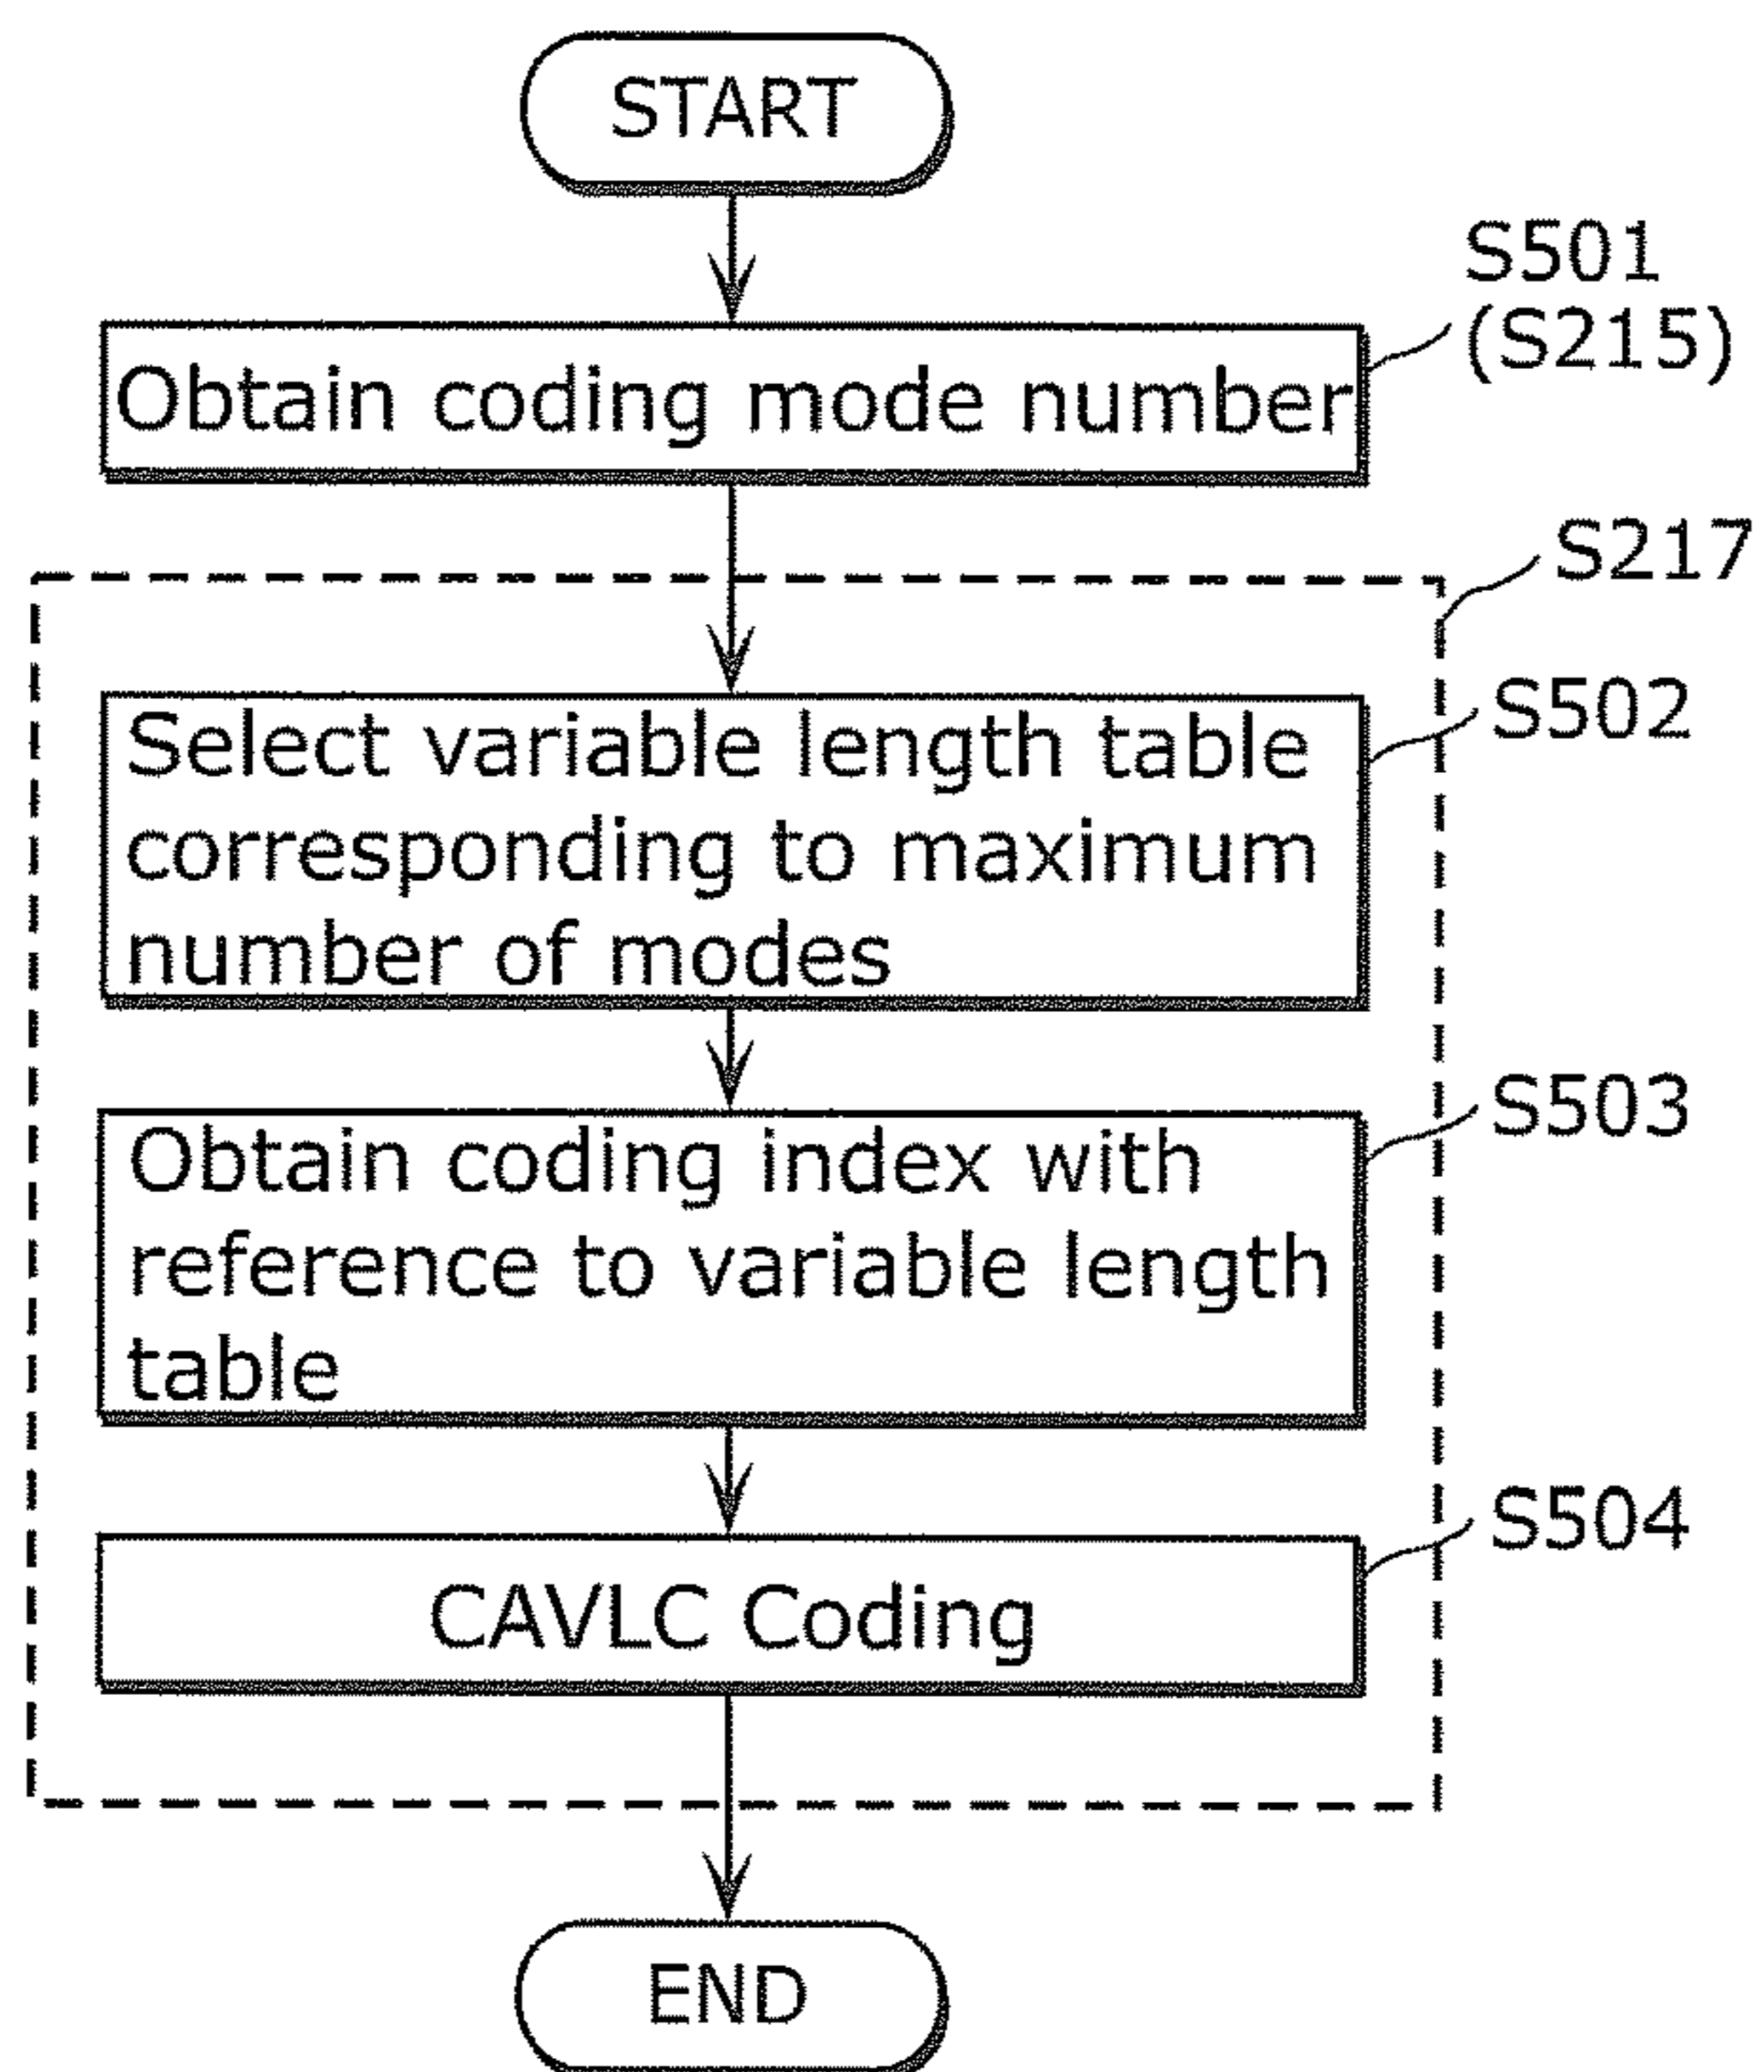 START
S501
(S215)
Obtain coding mode number
S217
S502
Select variable length table
corresponding to maximum
number of modes
S503
Obtain coding index with
reference to variable length
table
S504
CAVLC Coding
END